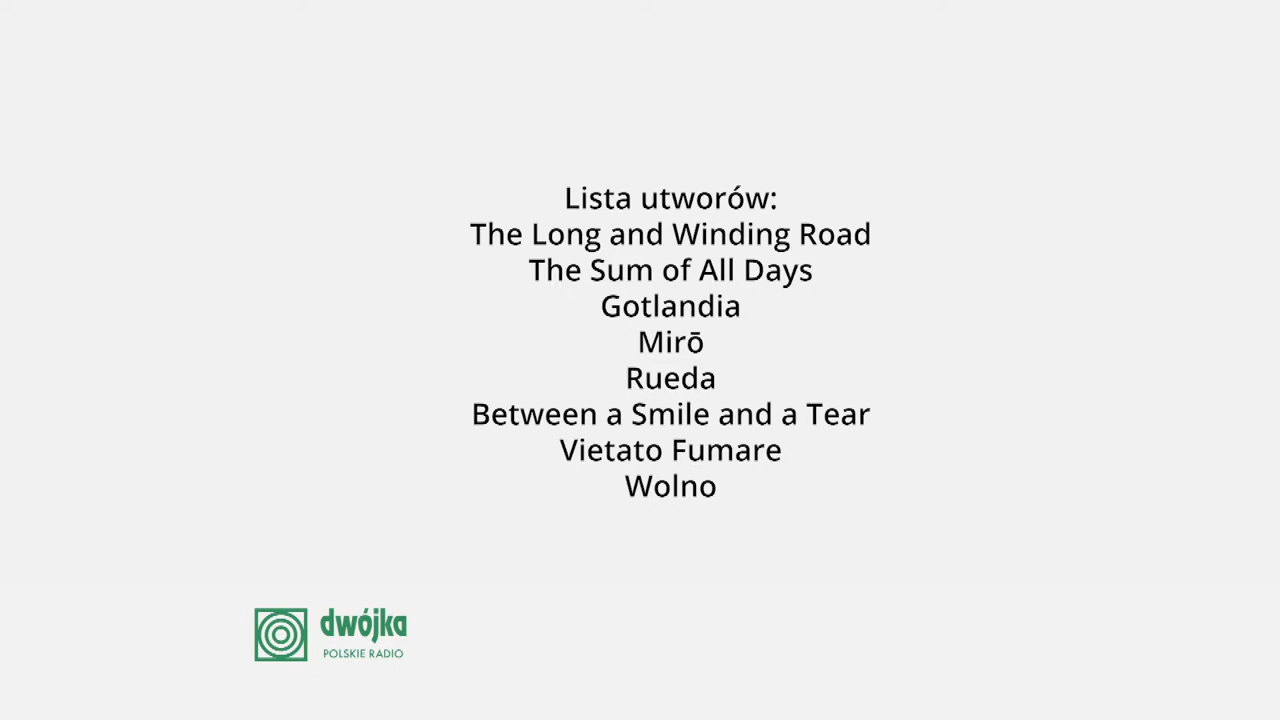 Lista utworów:
The Long and Winding Road
The Sum of All Days
Gotlandia
Mirō
Rueda
Between a Smile and a Tear
Vietato Fumare
Wolno
dwójka
POLSKIE RADIO